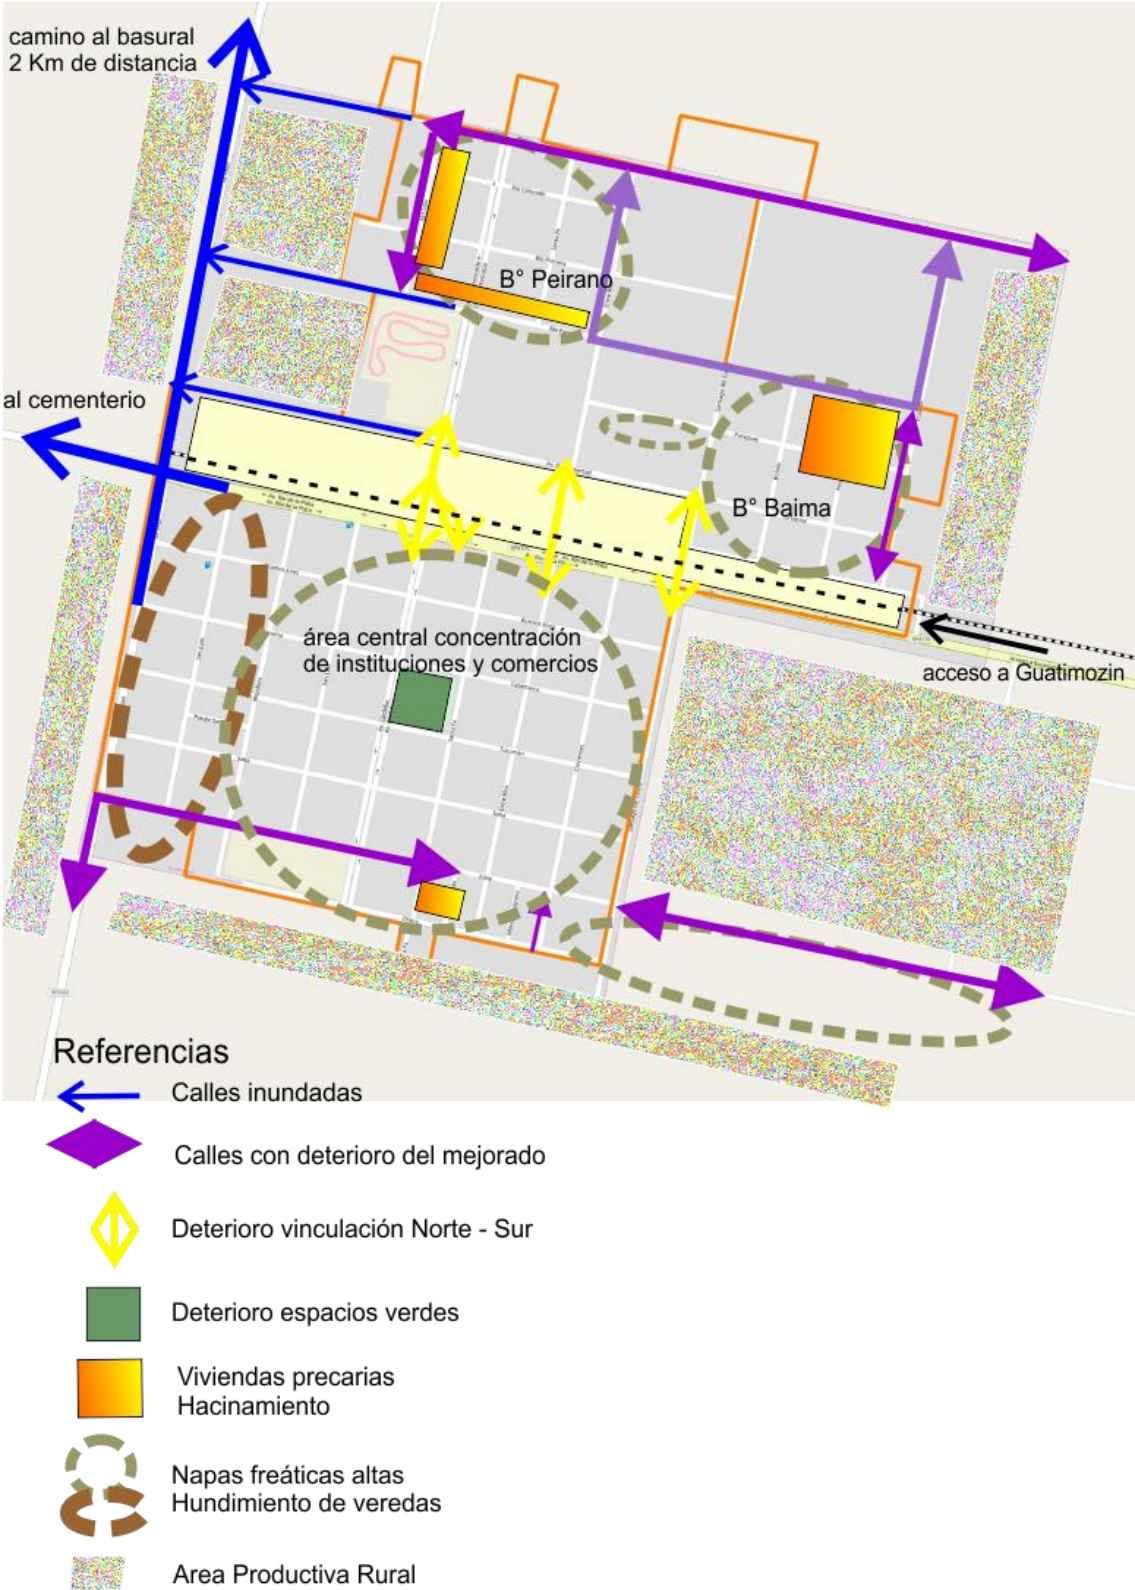 camino al basural
2 Km de distancia
B° Peirano
al cementerio
B° Baima
área central concentración
de instituciones y comercios
acceso a Guatimozin
Referencias
Calles inundadas
Calles con deterioro del mejorado
Deterioro vinculación Norte - Sur
Deterioro espacios verdes
Viviendas precarias
Hacinamiento
Napas freáticas altas
Hundimiento de veredas
Area Productiva Rural